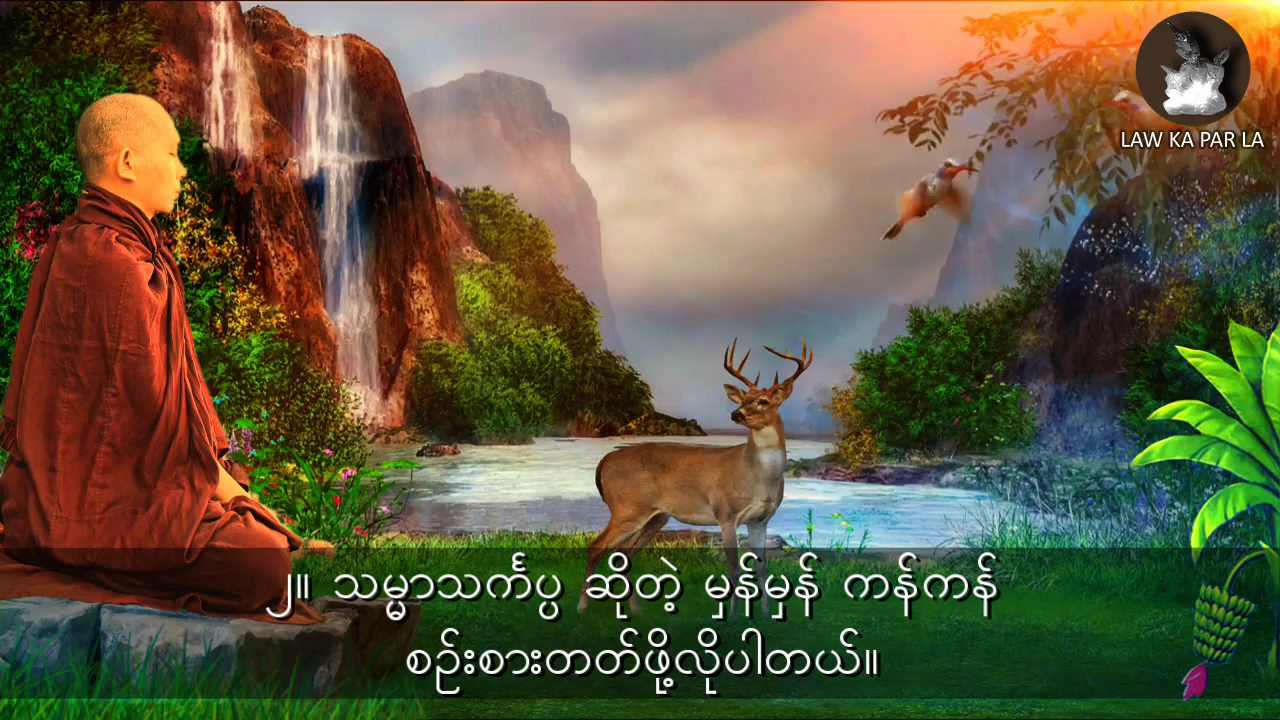 LAW KA PAR LA
၂။ သမ္မာသင်္ကပ္ပ ဆိုတဲ့ မှန်မှန် ကန်ကန်
စဉ်းစားတတ်ဖို့လိုပါတယ်။